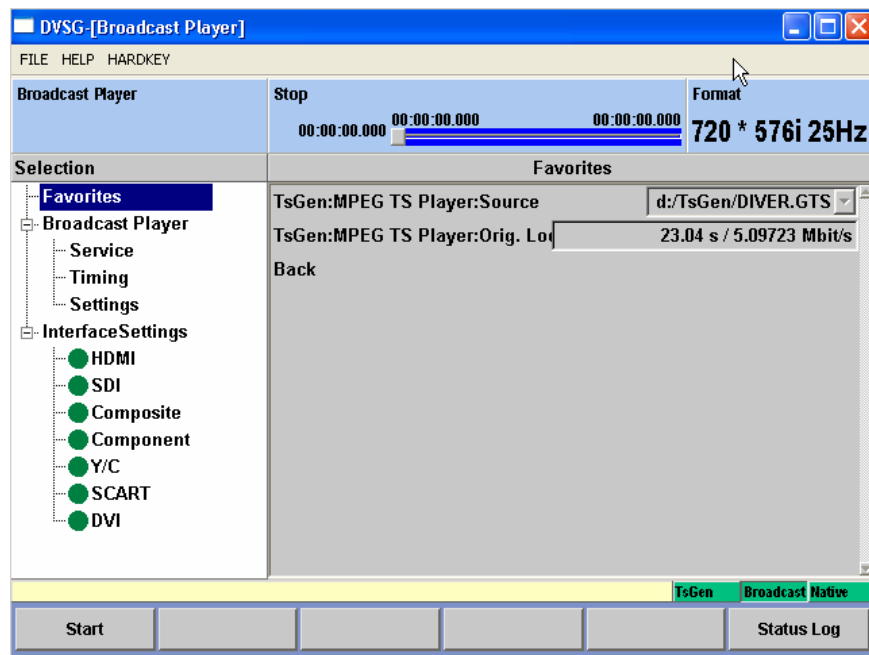 DVSG-[Broadcast Player]
FILE HELP HARDKEY
Broadcast Player
Stop
00:00:00.000 00:00:00.000 00:00:00.000
Format
720 * 576i 25Hz
Selection
Favorites
Favorites
Broadcast Player
Service
Timing
Settings
InterfaceSettings
HDMI
SDI
Composite
Component
Y/C
SCART
DVI
TsGen:MPEG TS Player:Source d:/TsGen/DIVER.GTS
TsGen:MPEG TS Player:Orig. Loo 23.04 s / 5.09723 Mbit/s
Back
TsGen Broadcast Native
Start Status Log